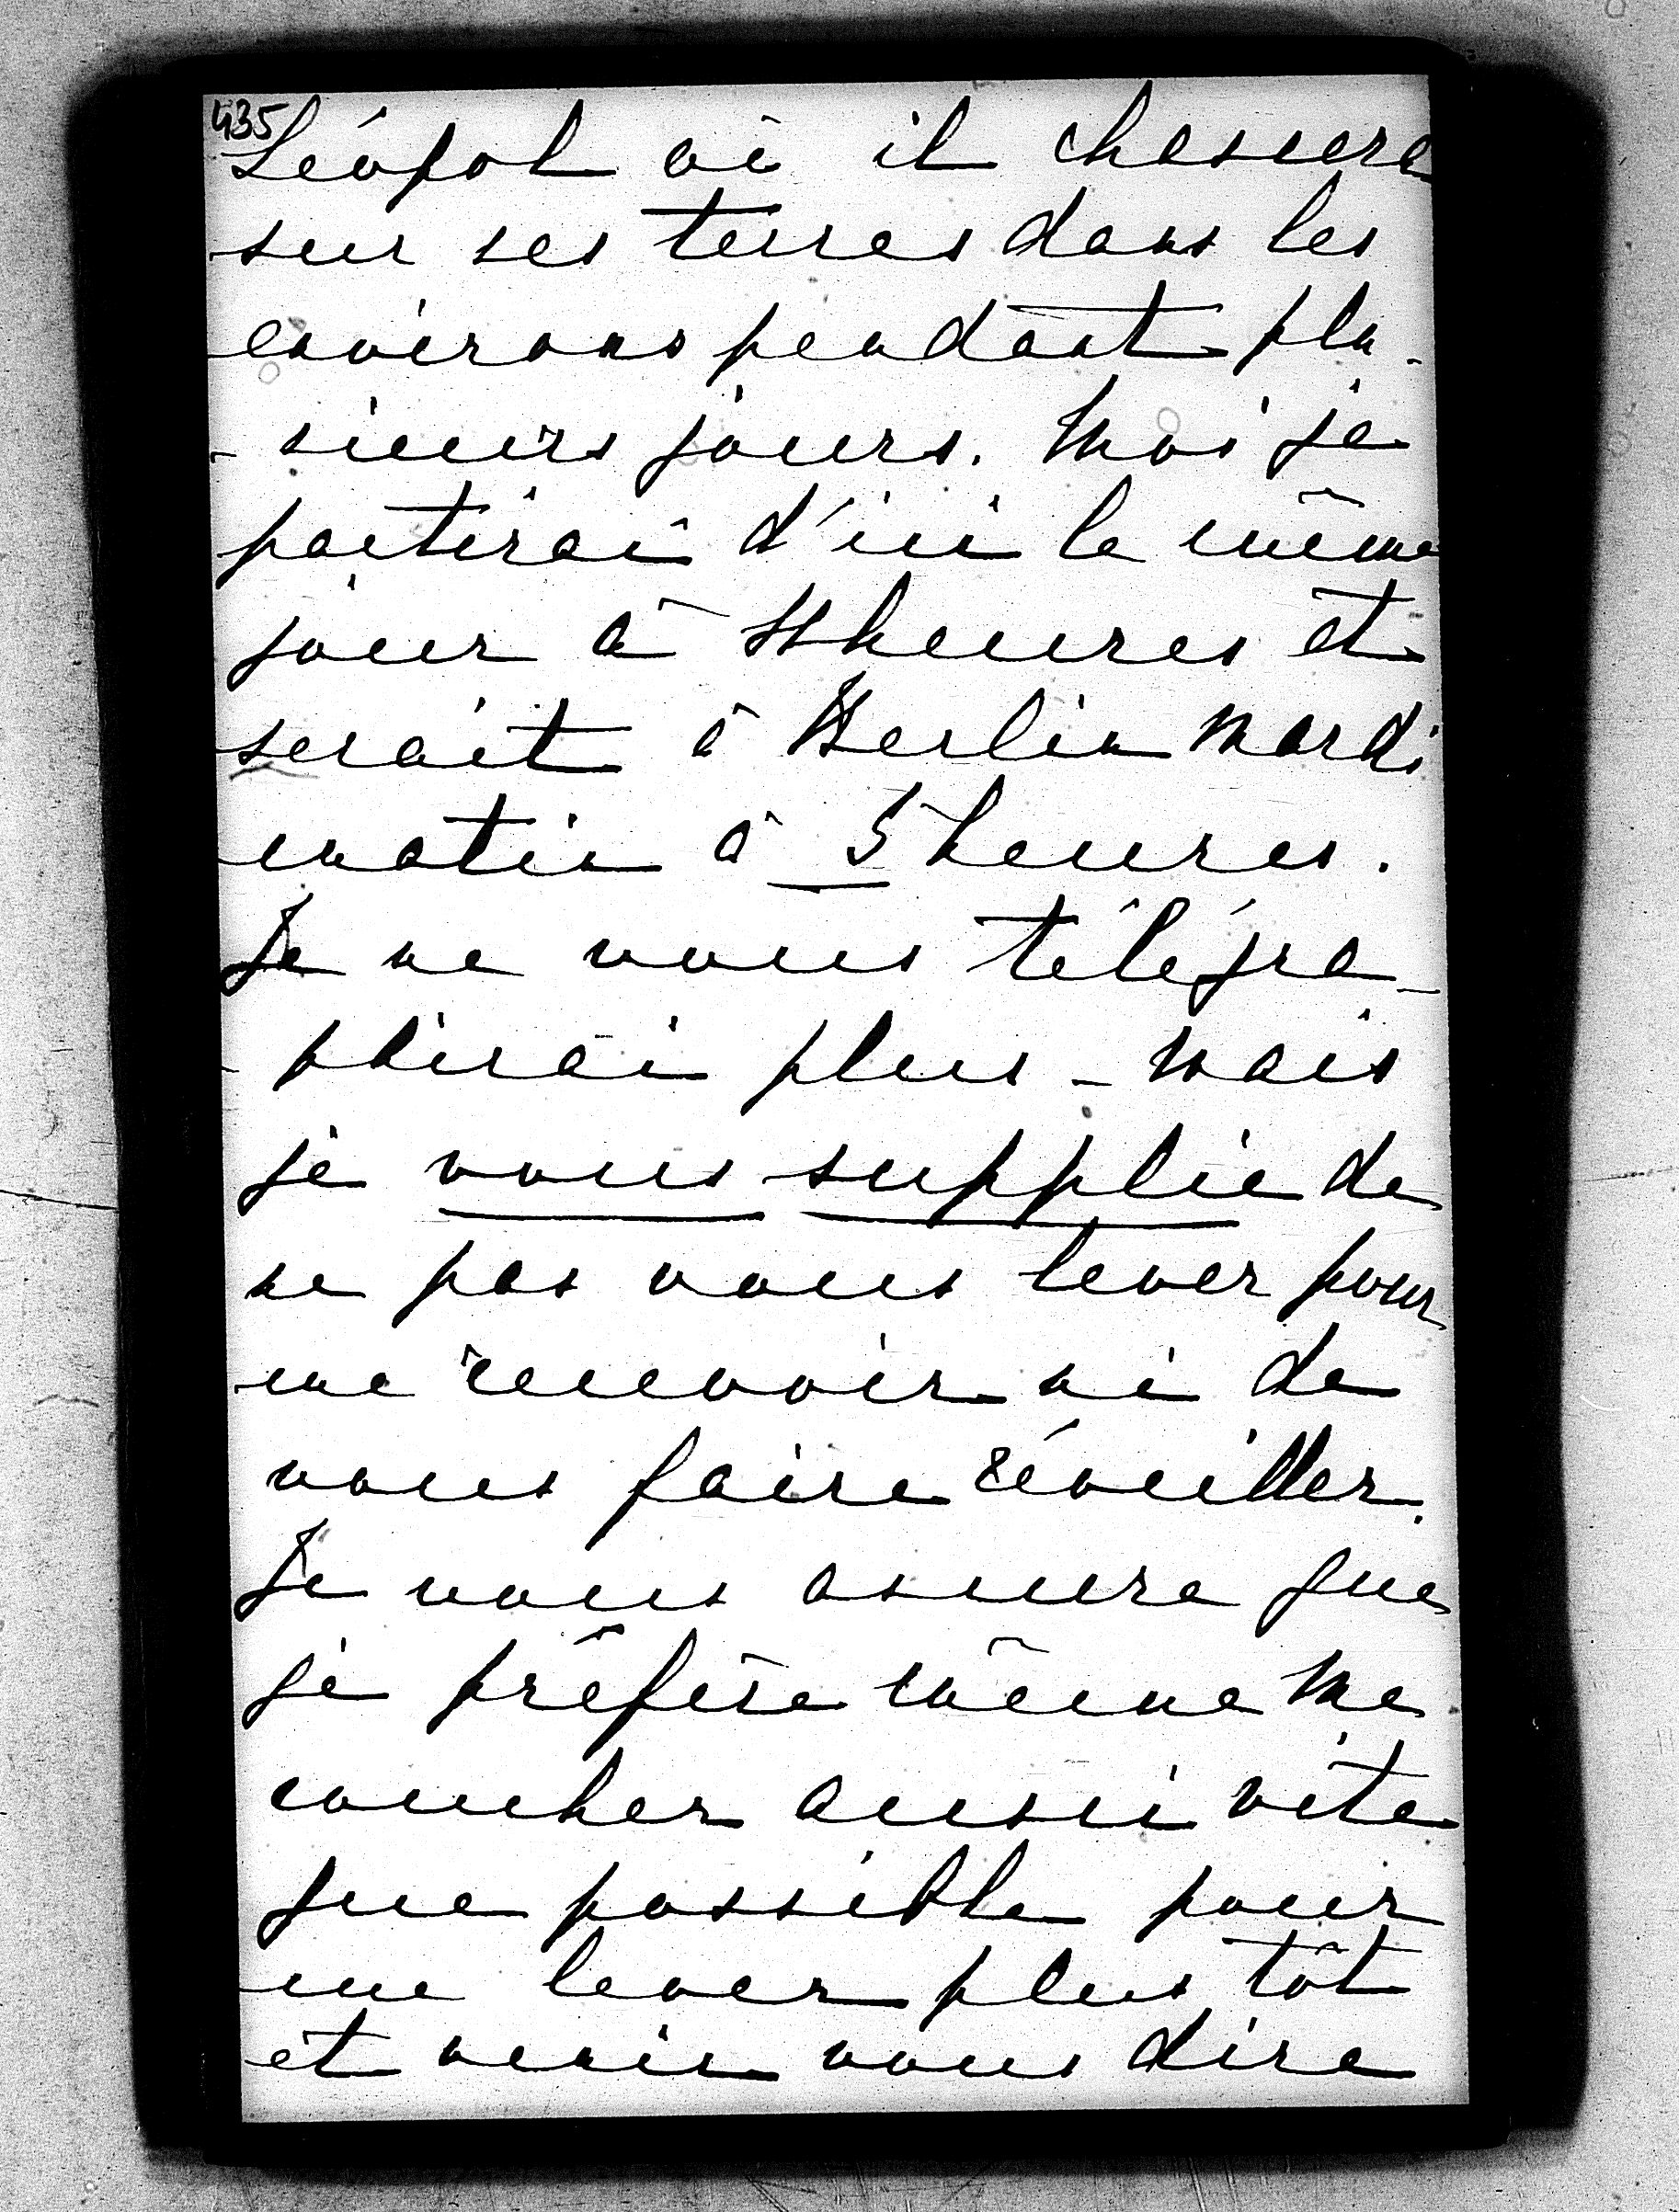 435
Léopol où il chassera
sur ses terres dans les
environs pendant plu-
-sieurs jours. Moi je
partirai d'ici le même
jour à 4 heures et
serait à Berlin mardi
matin à 5 heures.
Je ne vous télégra-
-phirai plus - mais
je vous supplie de
ne pas vous lever pour
me recevoir ni de
vous faire réveiller.
Je vous assure que
je préfère même me
coucher aussi vite
que possible pour
me lever plus tôt
et venir vous dire